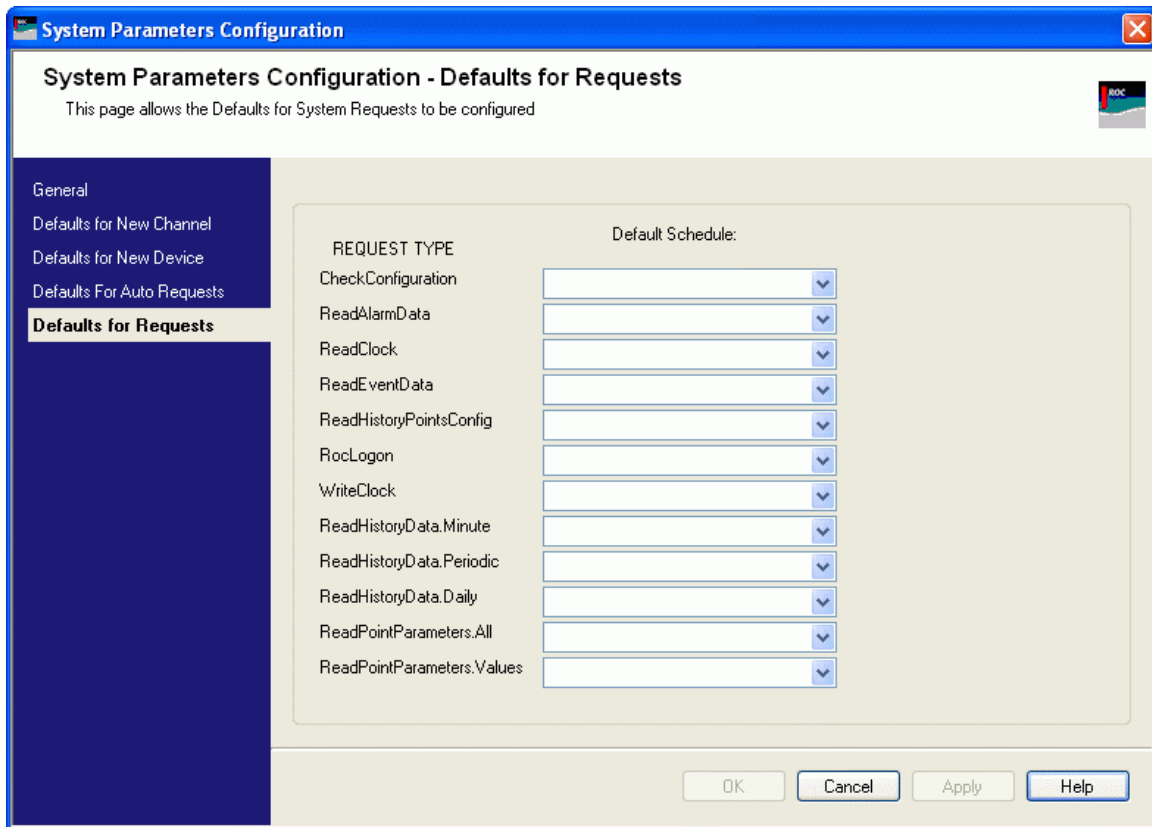 System Parameters Configuration
System Parameters Configuration - Defaults for Requests
This page allows the Defaults for System Requests to be configured
ROC
General
Defaults for New Channel
Defaults for New Device
Defaults For Auto Requests
Defaults for Requests
Default Schedule:
REQUEST TYPE
CheckConfiguration
ReadAlarmData
ReadClock
ReadEventData
ReadHistoryPointsConfig
RocLogon
WriteClock
ReadHistoryData.Minute
ReadHistoryData.Periodic
ReadHistoryData.Daily
ReadPointParameters.All
ReadPointParameters.Values
OK
Cancel
Apply
Help